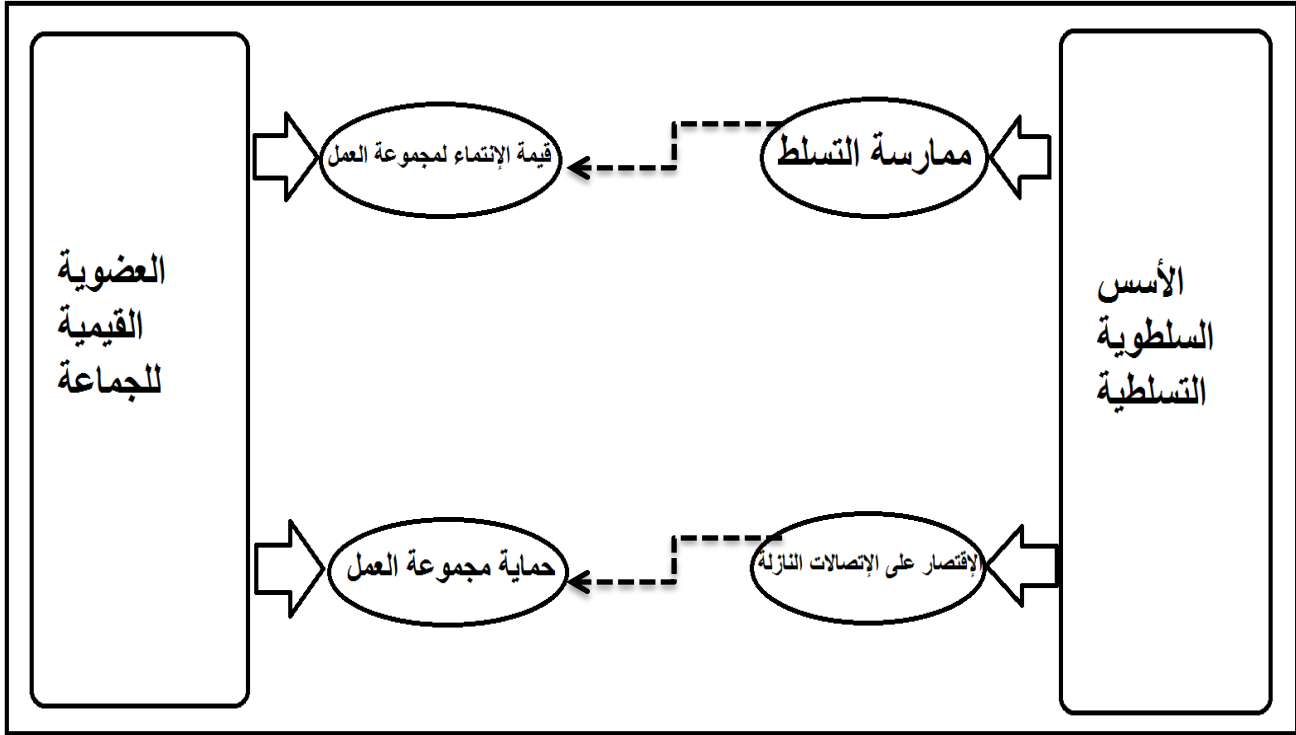 الأسس
السلطوية
التسلطية
ممارسة التسلط
قيمة الإنتماء لمجموعة العمل
الإقتصار على الإتصالات النازلة
حماية مجموعة العمل
العضوية
القيمية
للجماعة